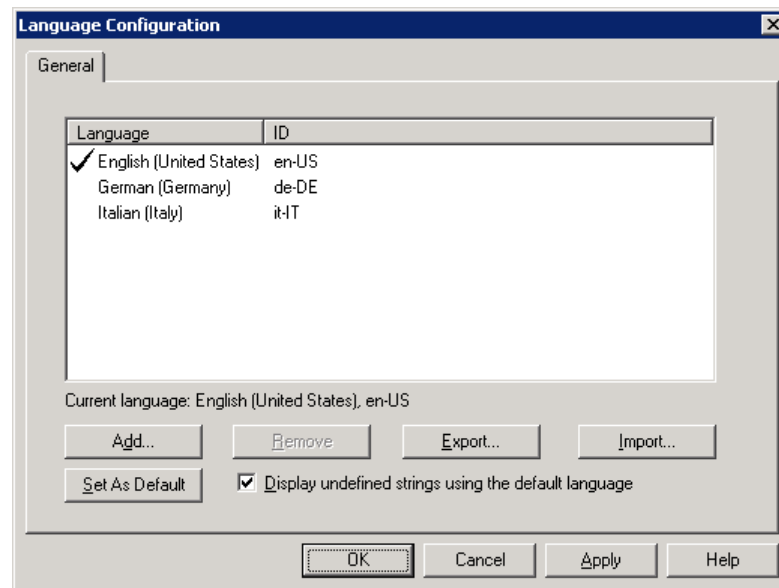 Language Configuration
General
Language ID
English (United States) en-US
German (Germany) de-DE
Italian (Italy) it-IT
Current language: English (United States), en-US
Add... Remove Export... Import...
Set As Default Display undefined strings using the default language
OK Cancel Apply Help